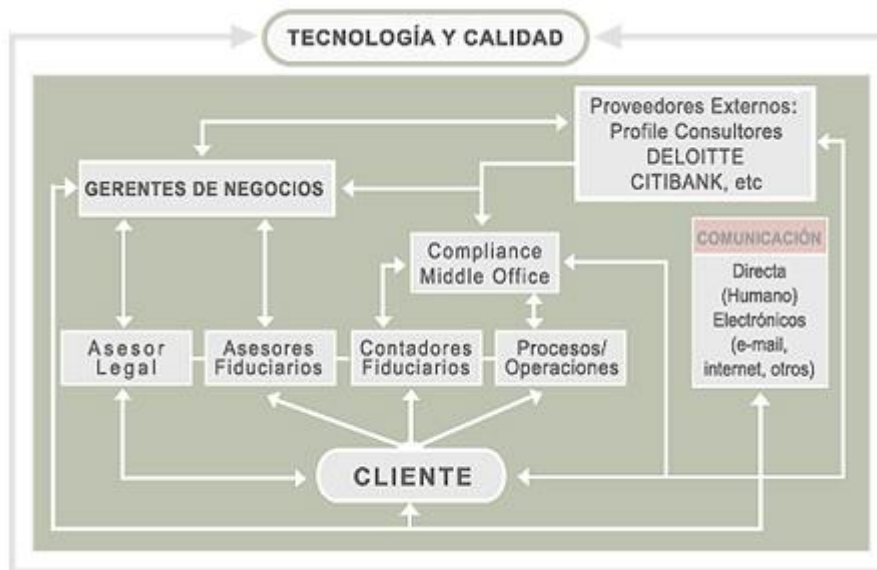 TECNOLOGÍA Y CALIDAD
Proveedores Externos:
Profile Consultores
DELOITTE
CITIBANK, etc
GERENTES DE NEGOCIOS
COMUNICACIÓN
Directa
(Humano)
Electrónicos
(e-mail,
internet, otros)
Compliance
Middle Office
Asesor
Legal
Asesores
Fiduciarios
Contadores
Fiduciarios
Procesos/
Operaciones
CLIENTE